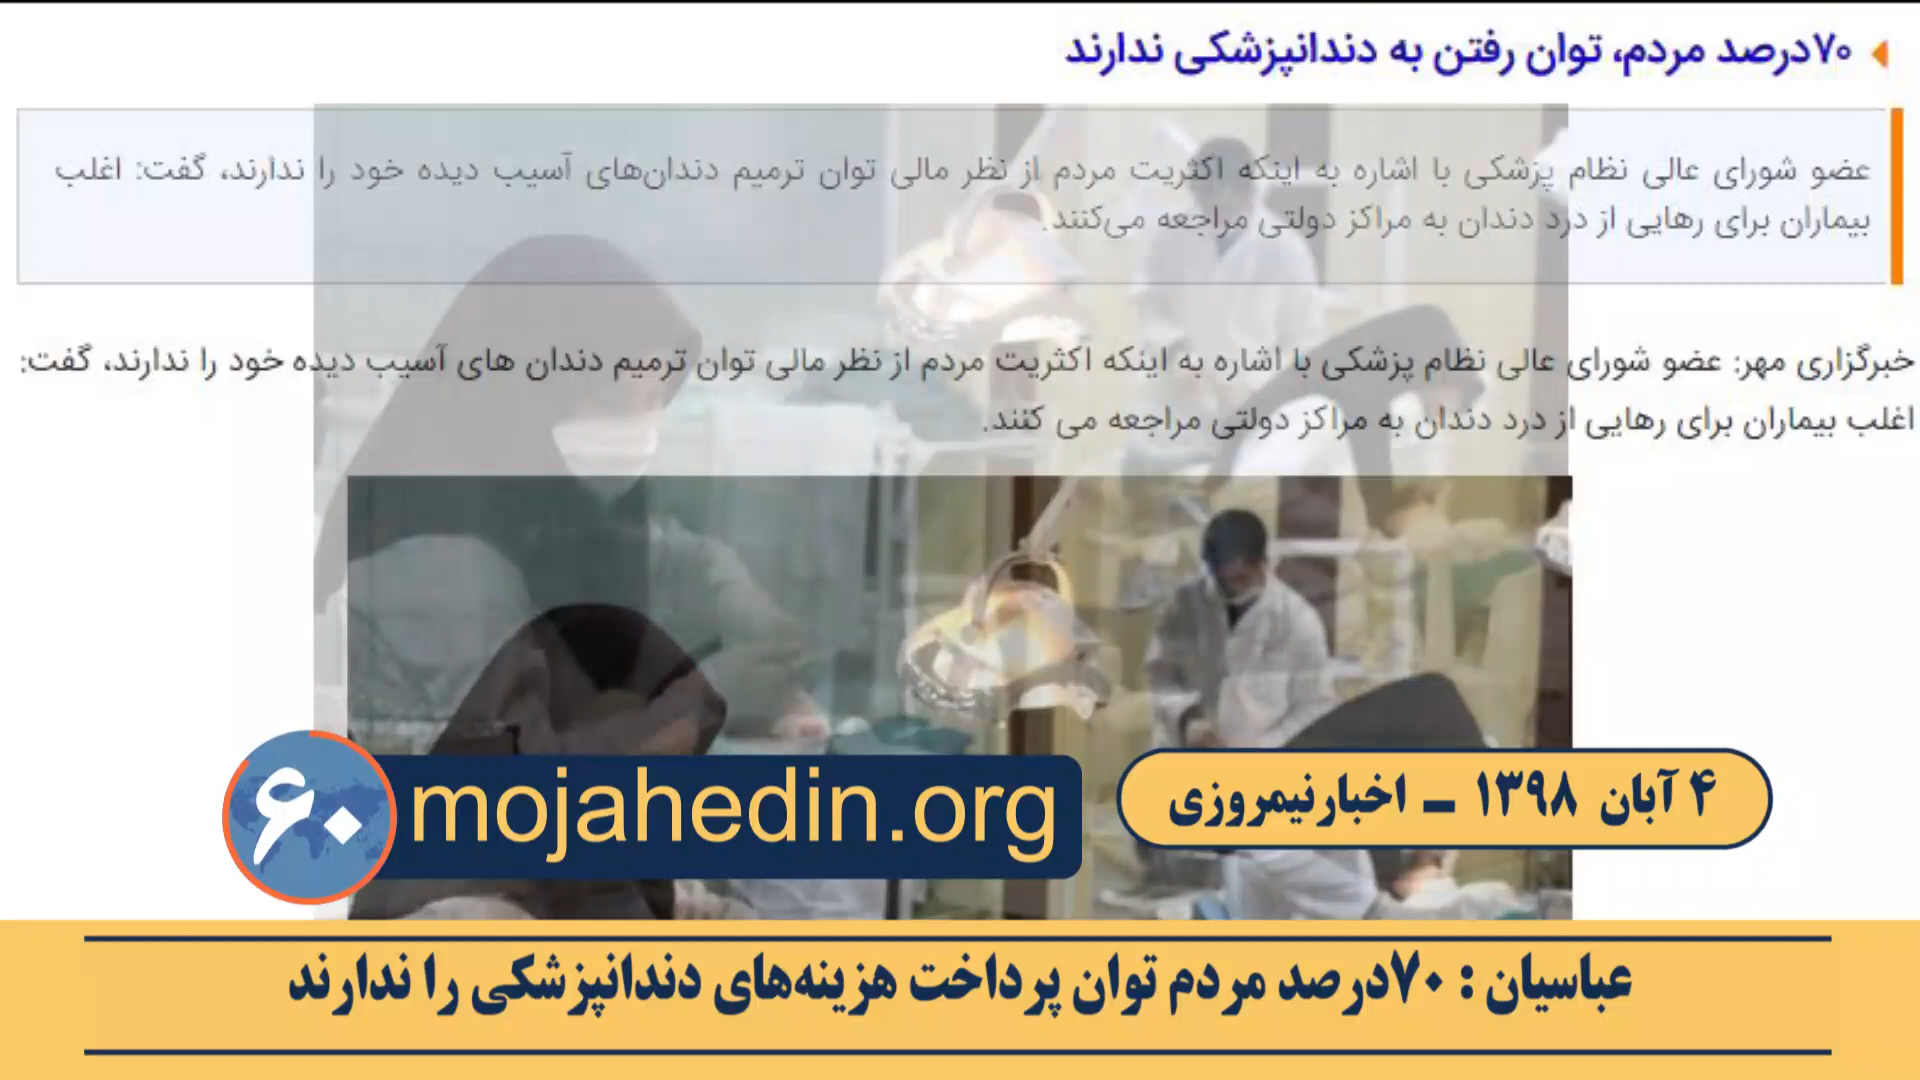 ۷۰درصد مردم، توان رفتن به دندانپزشکی ندارند
عضو شورای عالی نظام پزشکی با اشاره به اینکه اکثریت مردم از نظر مالی توان ترمیم دندان‌های آسیب دیده خود را ندارند، گفت: اغلب
بیماران برای رهایی از درد دندان به مراکز دولتی مراجعه می‌کنند.
خبرگزاری مهر: عضو شورای عالی نظام پزشکی با اشاره به اینکه اکثریت مردم از نظر مالی توان ترمیم دندان های آسیب دیده خود را ندارند، گفت:
اغلب بیماران برای رهایی از درد دندان به مراکز دولتی مراجعه می کنند.
۴ آبان ۱۳۹۸ ـ اخبارنیمروزی
۶۰
mojahedin.org
عباسیان : ۷۰درصد مردم توان پرداخت هزینه‌های دندانپزشکی را ندارند